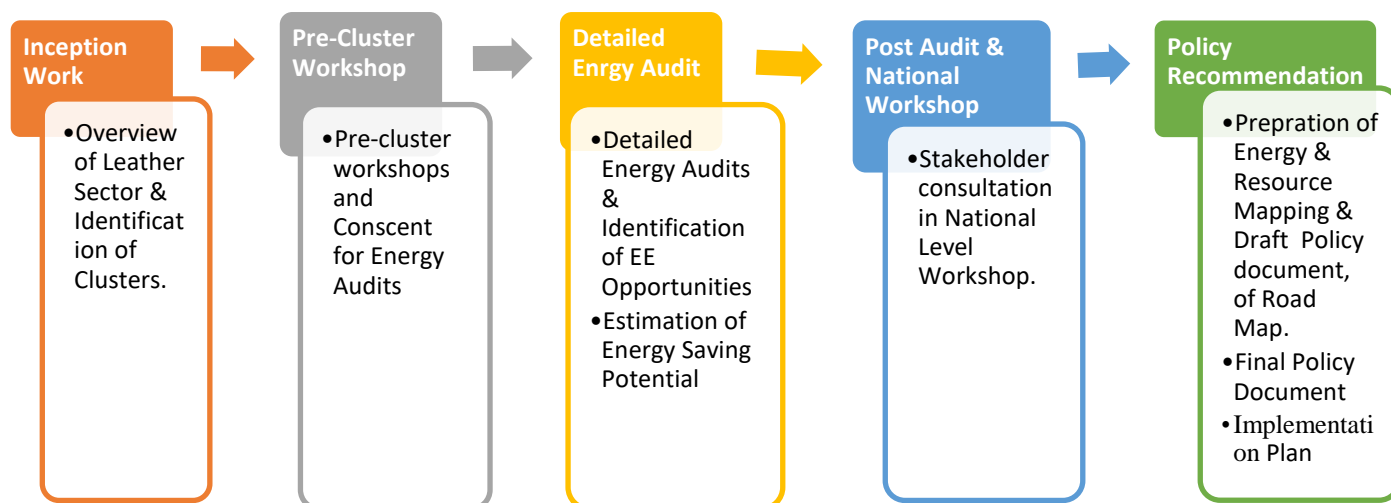 Inception
Work
•Overview
of Leather
Sector &
Identificat
ion of
Clusters.
Pre-Cluster
Workshop
•Pre-cluster
workshops
and
Conscent
for Energy
Audits
Detailed
Enrgy Audit
•Detailed
Energy Audits
&
Identification
of EE
Opportunities
•Estimation of
Energy Saving
Potential
Post Audit &
National
Workshop
•Stakeholder
consultation
in National
Level
Workshop.
Policy
Recommendation
•Prepration of
Energy &
Resource
Mapping &
Draft Policy
document,
of Road
Map.
•Final Policy
Document
•Implementati
on Plan